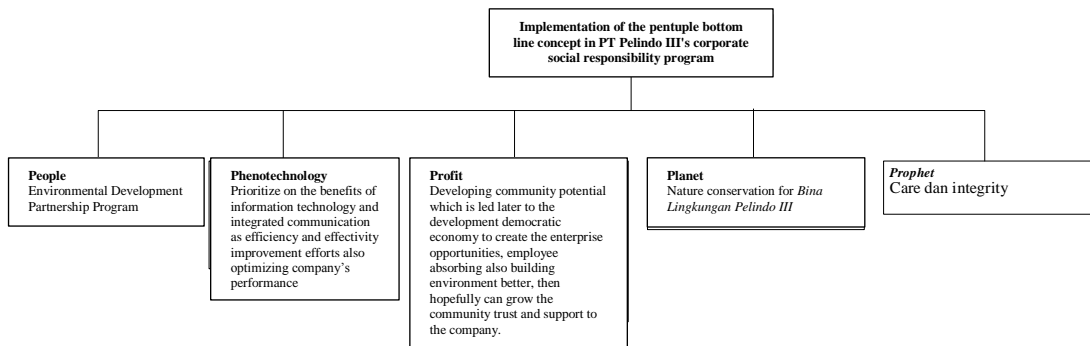 Implementation of the pentuple bottom
line concept in PT Pelindo III's corporate
social responsibility program
People
Environmental Development
Partnership Program
Phenotechnology
Prioritize on the benefits of
information technology and
integrated communication
as efficiency and effectivity
improvement efforts also
optimizing company's
performance
Profit
Developing community potential
which is led later to the
development democratic
economy to create the enterprise
opportunities, employee
absorbing also building
environment better, then
hopefully can grow the
community trust and support to
the company.
Planet
Nature conservation for Bina
Lingkungan Pelindo III
Prophet
Care dan integrity